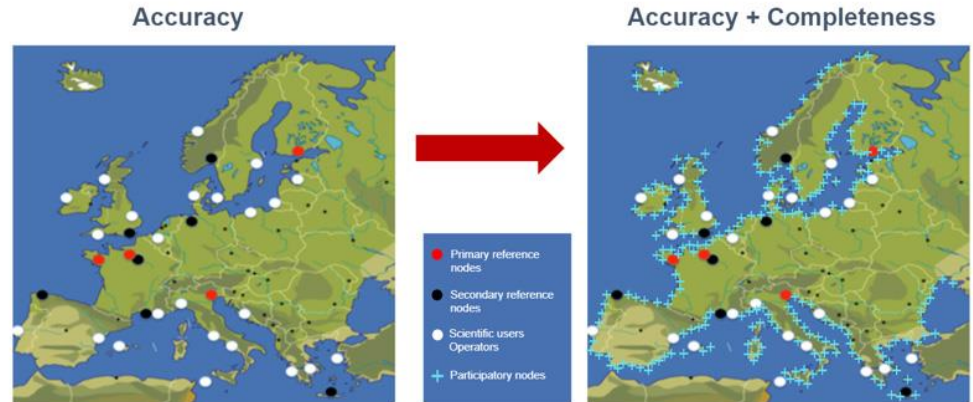 Accuracy
Accuracy + Completeness
Primary reference
nodes
Secondary reference
nodes
Scientific users
Operators
Participatory nodes